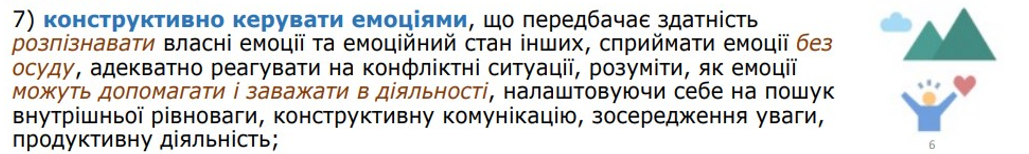 7) конструктивно керувати емоціями, що передбачає здатність
розпізнавати власні емоції та емоційний стан інших, сприймати емоції без
осуду, адекватно реагувати на конфліктні ситуації, розуміти, як емоції
можуть допомагати і заважати в діяльності, налаштовуючи себе на пошук
внутрішньої рівноваги, конструктивну комунікацію, зосередження уваги,
продуктивну діяльність;
6